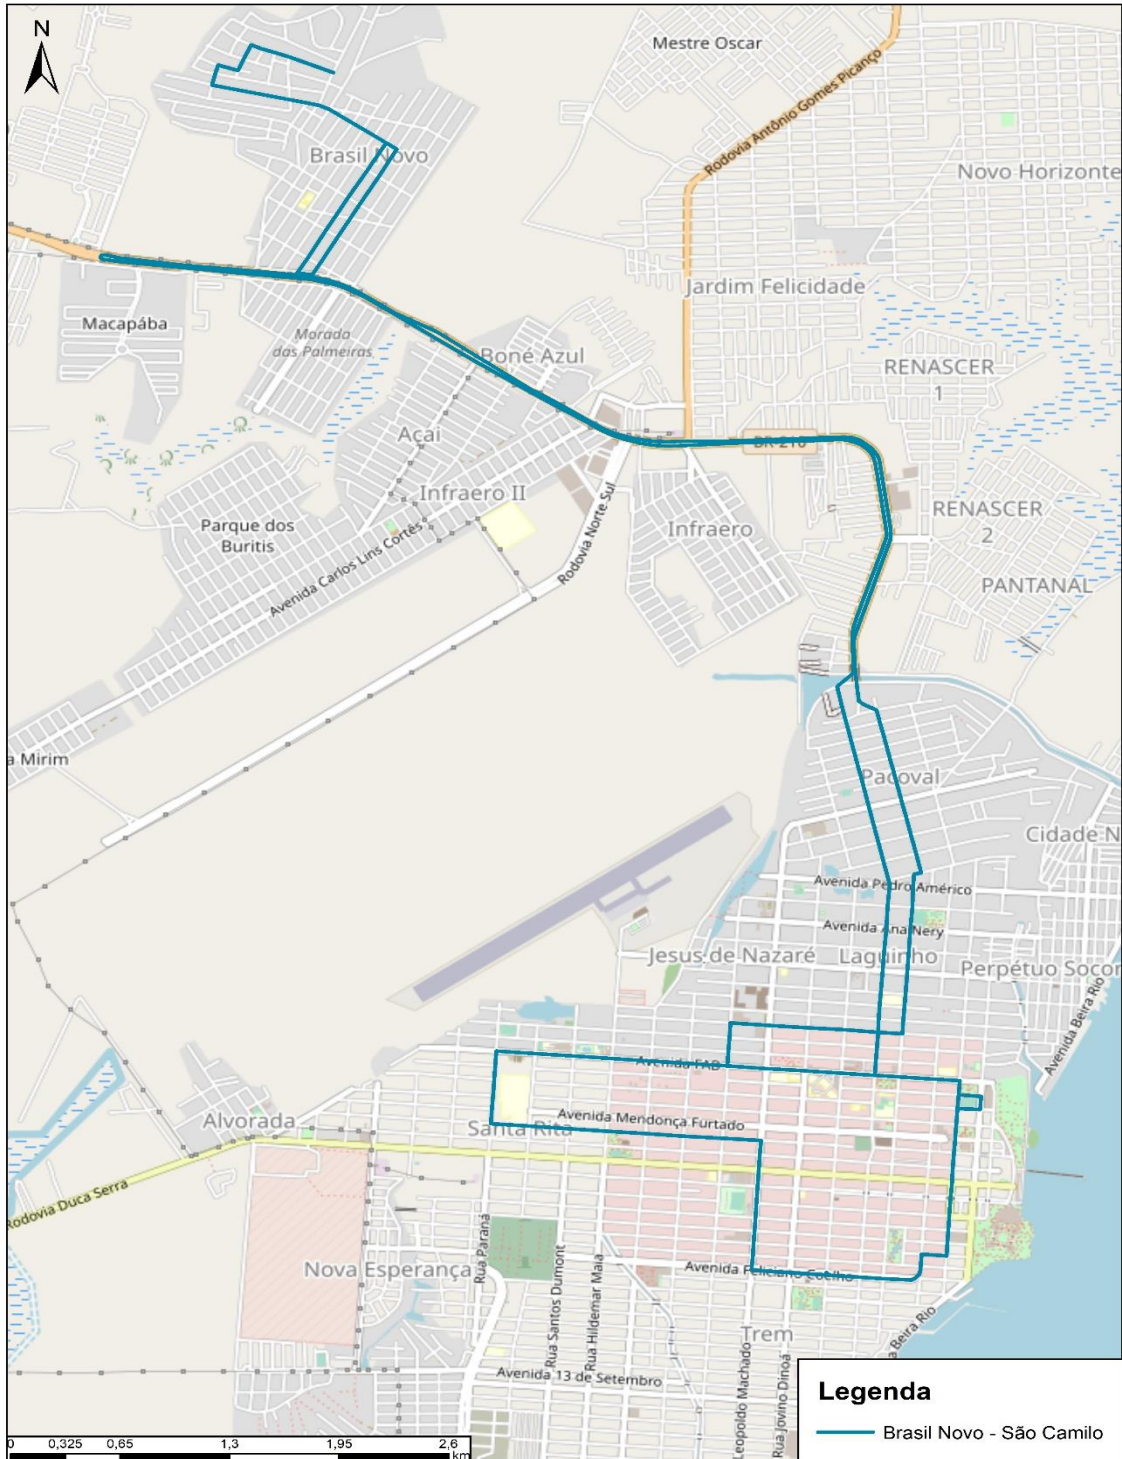 N
Mestre Oscar
Rodovia Antônio Gomes Picanço
Brasil Novo
Novo Horizonte
Jardim Felicidade
Macapába
Morada
das Palmeiras
Boné Azul
RENASCER
1
Açai
BR-210
Infraero II
Parque dos
Buritis
Rodovia Norte Sul
Infraero
RENASCER
2
Avenida Carlos Lins Cortês
PANTANAL
a Mirim
Pacoval
Cidade N
Avenida Pedro Américo
Avenida Ana Nery
Jesus de Nazaré
Laguinho
Perpétuo Socor
Avenida Beira Rio
Avenida FAB
Alvorada
Avenida Mendonça Furtado
Santa Rita
Rodovia Duca Serra
Rua Paraná
Nova Esperança
Rua Santos Dumont
Rua Hildemar Maia
Avenida Feliciano Coelho
a Beira Rio
Trem
Avenida 13 de Setembro
Leopoldo Machado
Rua Jovino Dinoá
Legenda
Brasil Novo - São Camilo
0 0,325 0,65 1,3 1,95 2,6
km